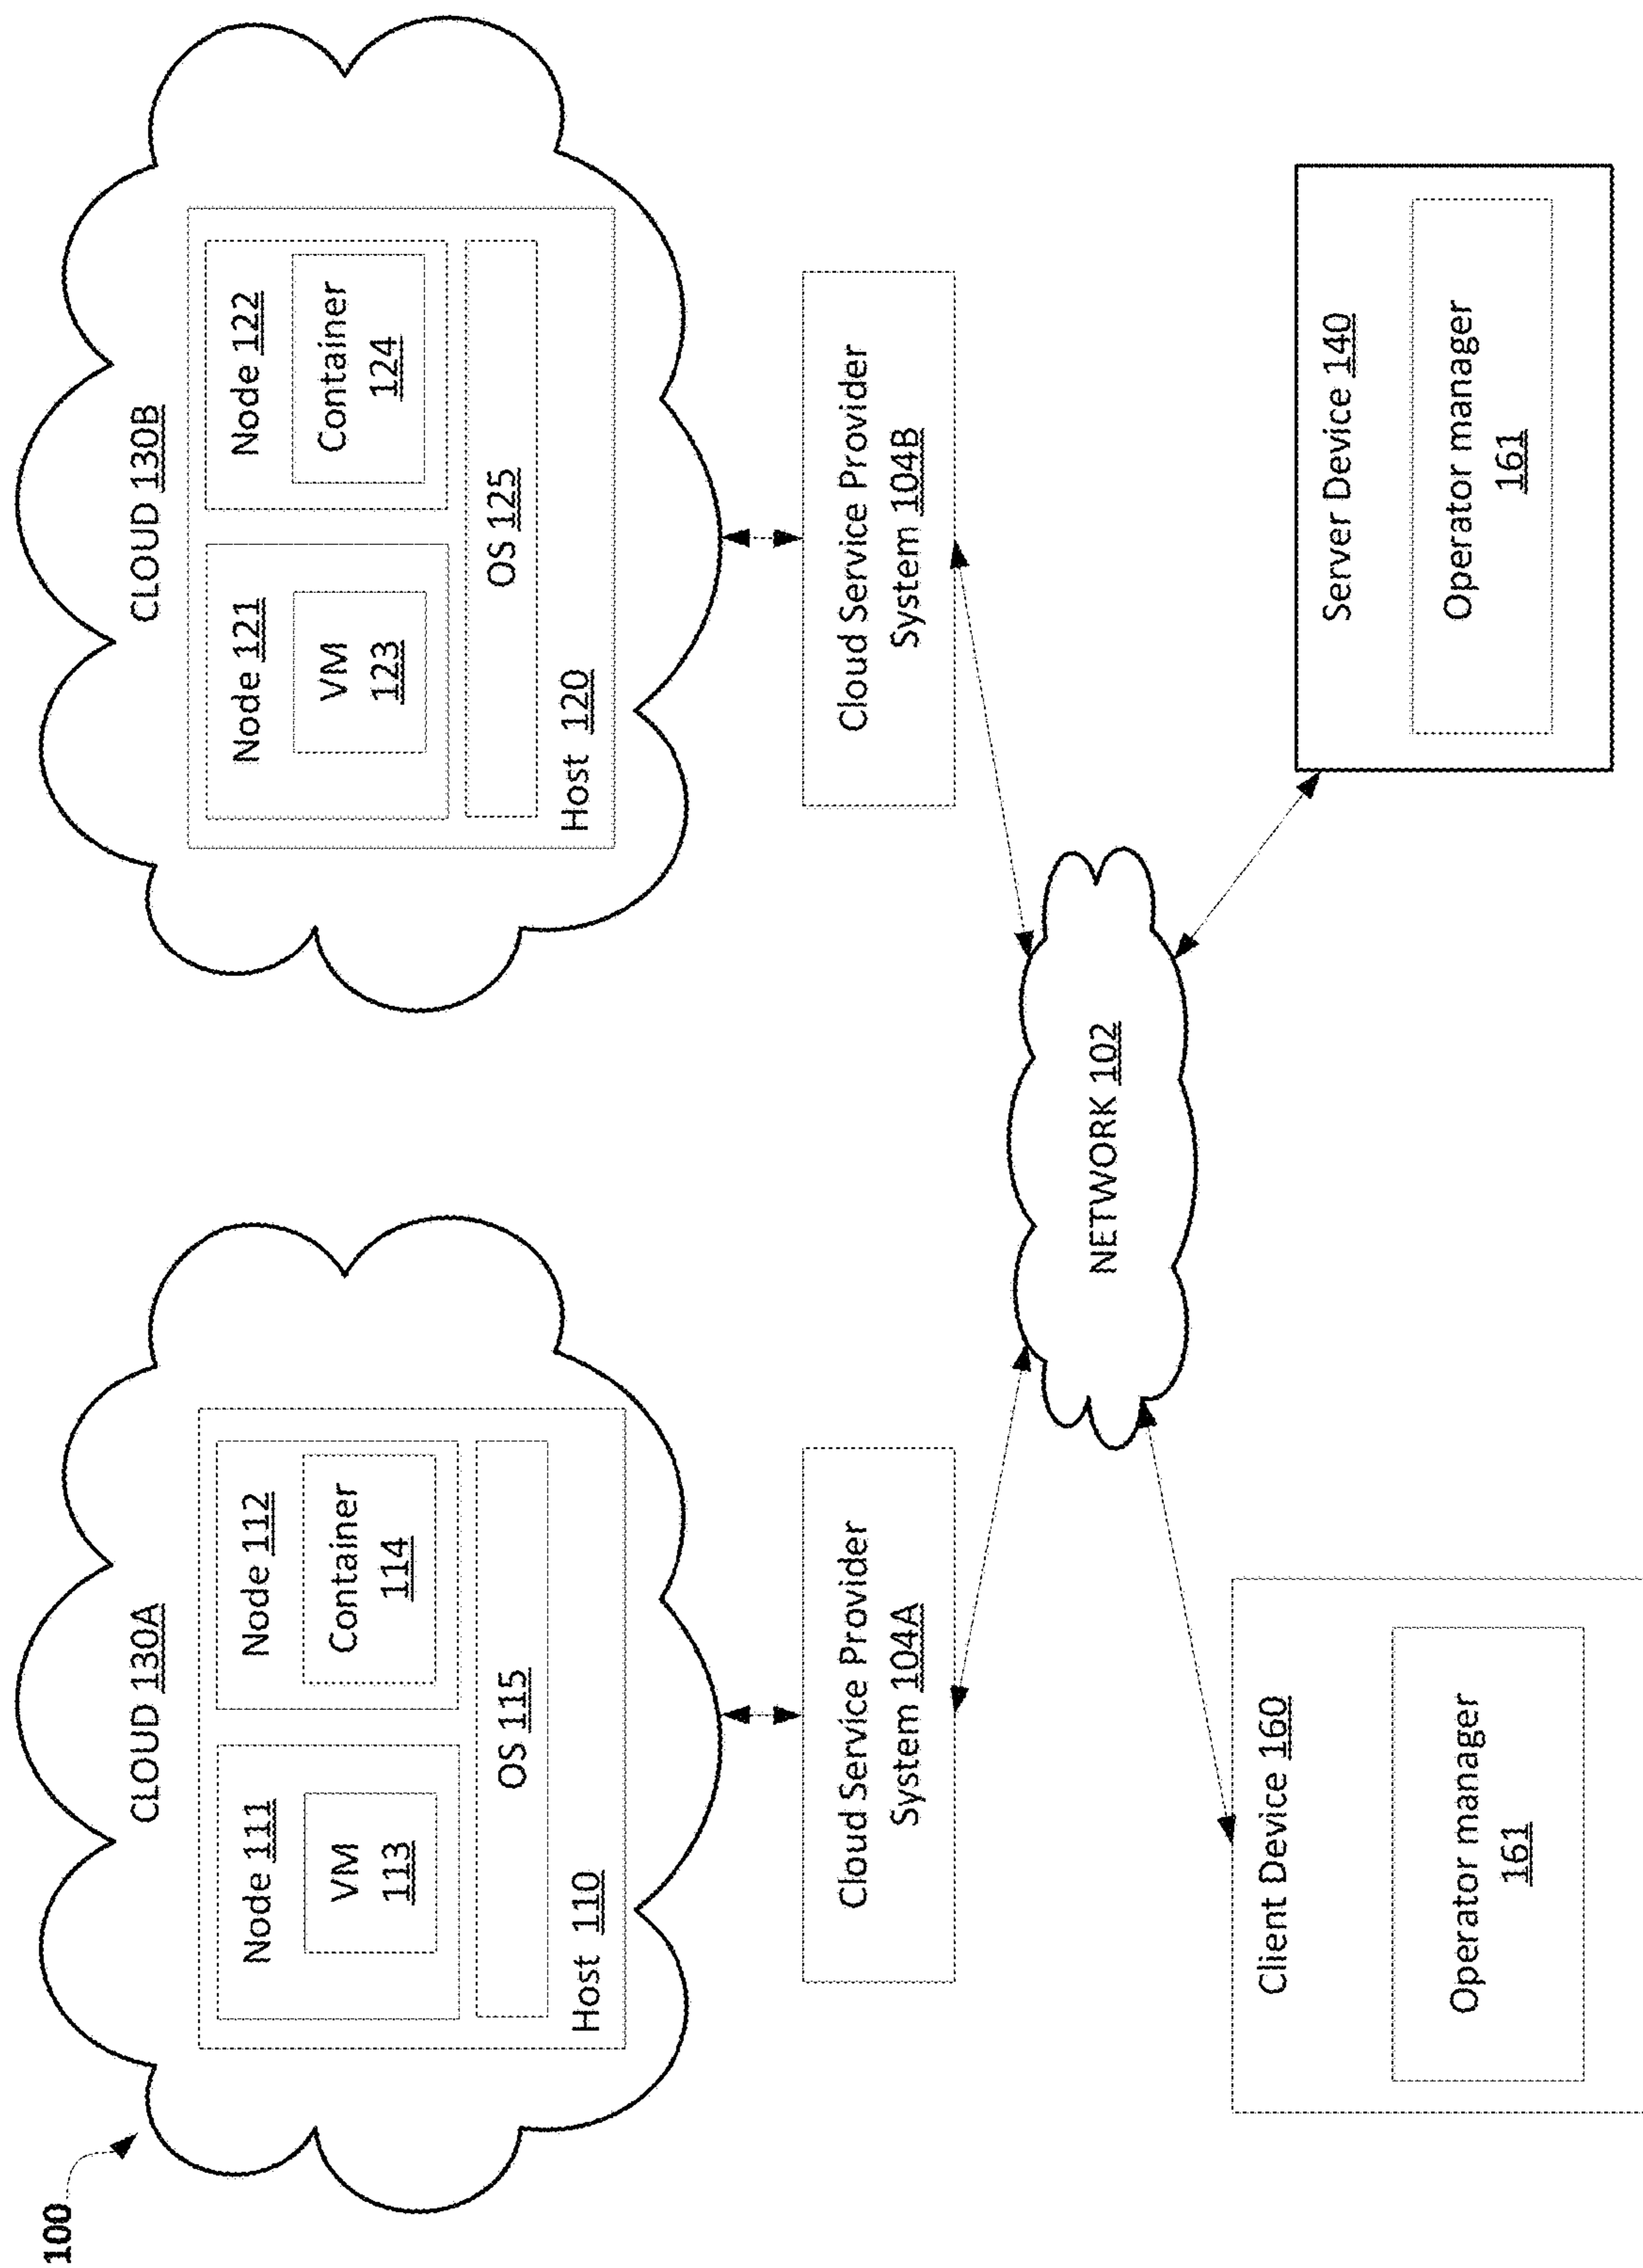 100
CLOUD 130A
Node 111
VM
113
Node 112
Container
114
OS 115
Host 110
CLOUD 130B
Node 121
VM
123
Node 122
Container
124
OS 125
Host 120
Cloud Service Provider
System 104A
Cloud Service Provider
System 104B
NETWORK 102
Client Device 160
Operator manager
161
Server Device 140
Operator manager
161